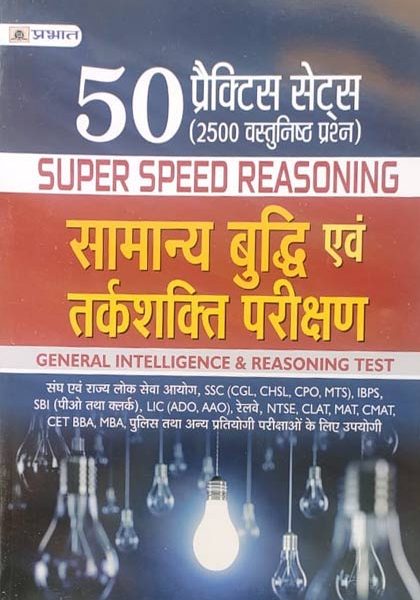 प्रभात
50 प्रैक्टिस सेट्स
(2500 वस्तुनिष्ठ प्रश्न)
SUPER SPEED REASONING
सामान्य बुद्धि एवं
तर्कशक्ति परीक्षण
GENERAL INTELLIGENCE & REASONING TEST
संघ एवं राज्य लोक सेवा आयोग, SSC (CGL, CHSL, CPO, MTS), IBPS,
SBI (पीओ तथा क्लर्क), LIC (ADO, AAO), रेलवे, NTSE, CLAT, MAT, CMAT,
CET BBA, MBA, पुलिस तथा अन्य प्रतियोगी परीक्षाओं के लिए उपयोगी